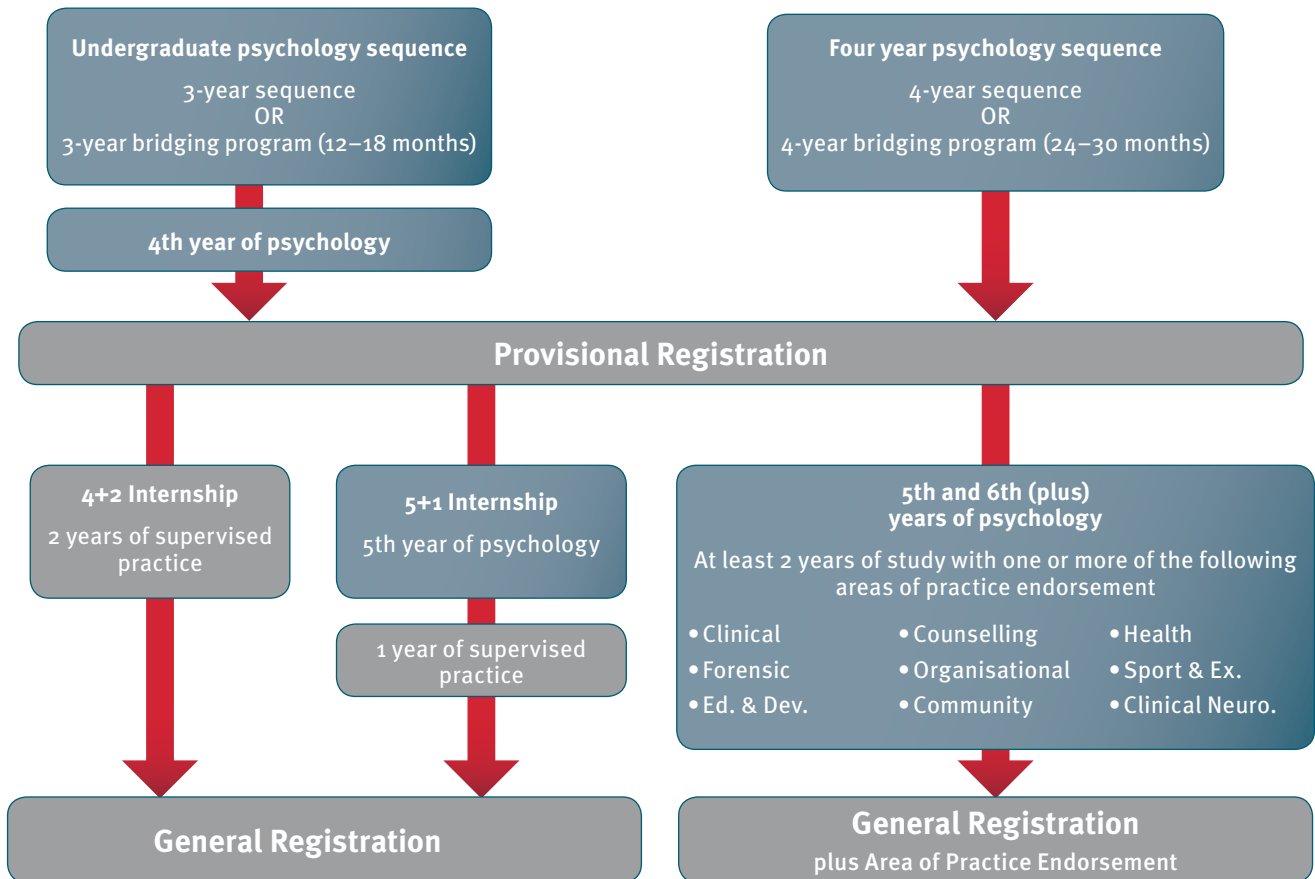 Undergraduate psychology sequence
3-year sequence
OR
3-year bridging program (12–18 months)
4th year of psychology
Four year psychology sequence
4-year sequence
OR
4-year bridging program (24–30 months)
Provisional Registration
4+2 Internship
2 years of supervised
practice
5+1 Internship
5th year of psychology
1 year of supervised
practice
5th and 6th (plus)
years of psychology
At least 2 years of study with one or more of the following
areas of practice endorsement
• Clinical
• Forensic
• Ed. & Dev.
• Counselling
• Organisational
• Community
• Health
• Sport & Ex.
• Clinical Neuro.
General Registration
General Registration
plus Area of Practice Endorsement